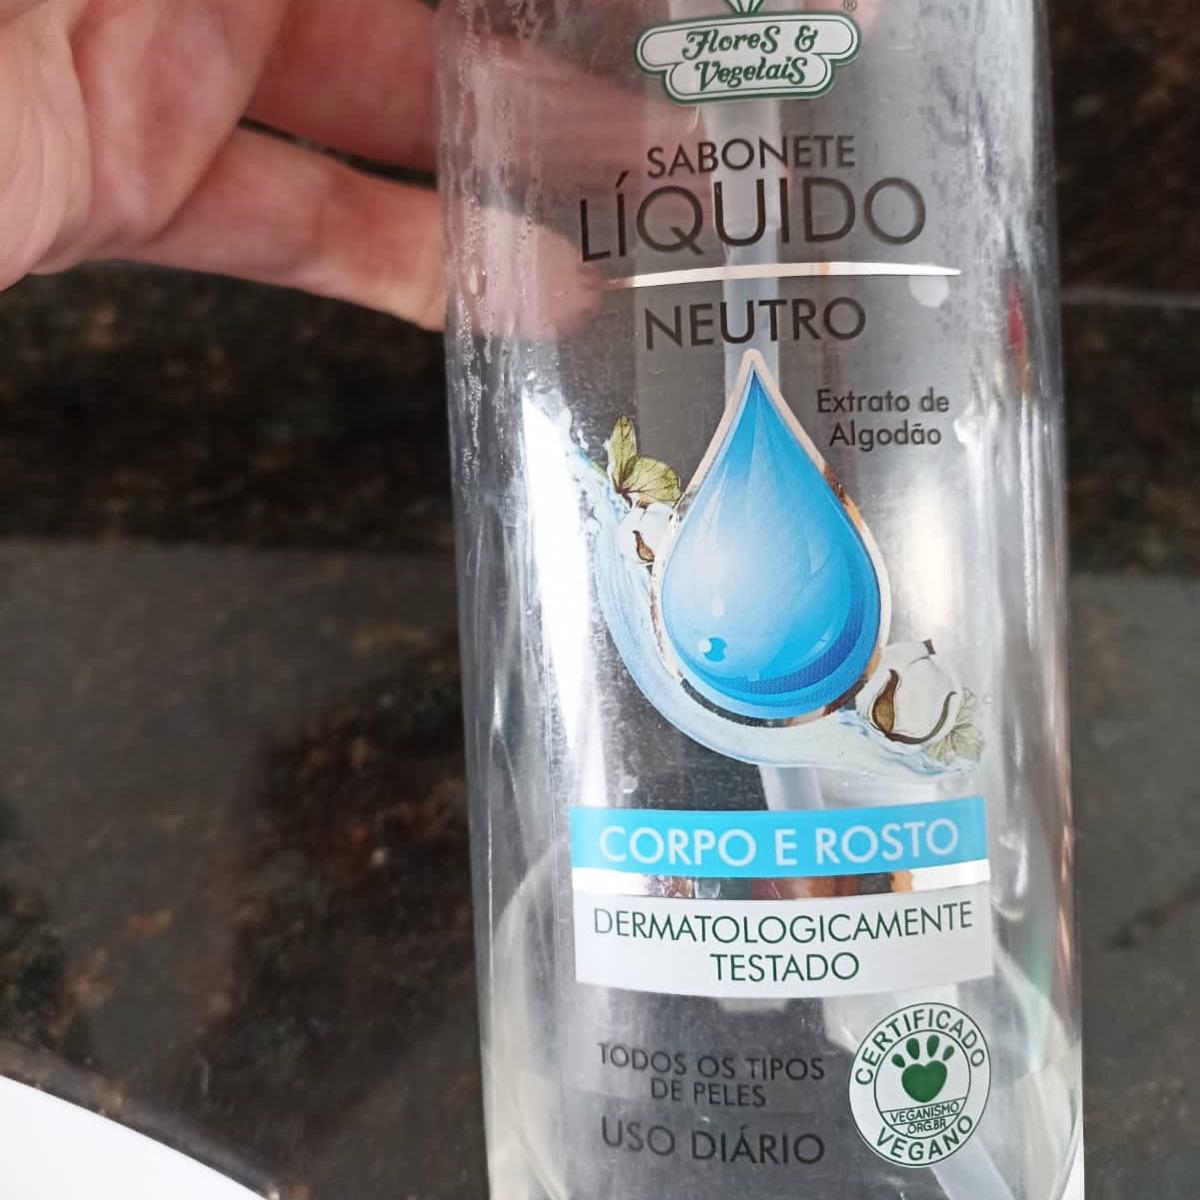 Flores &
Vegetais
®
SABONETE
LÍQUIDO
NEUTRO
Extrato de
Algodão
CORPO E ROSTO
DERMATOLOGICAMENTE
TESTADO
TODOS OS TIPOS
DE PELES
USO DIÁRIO
CERTIFICADO
VEGANISMO
.ORG.BR
VEGANO